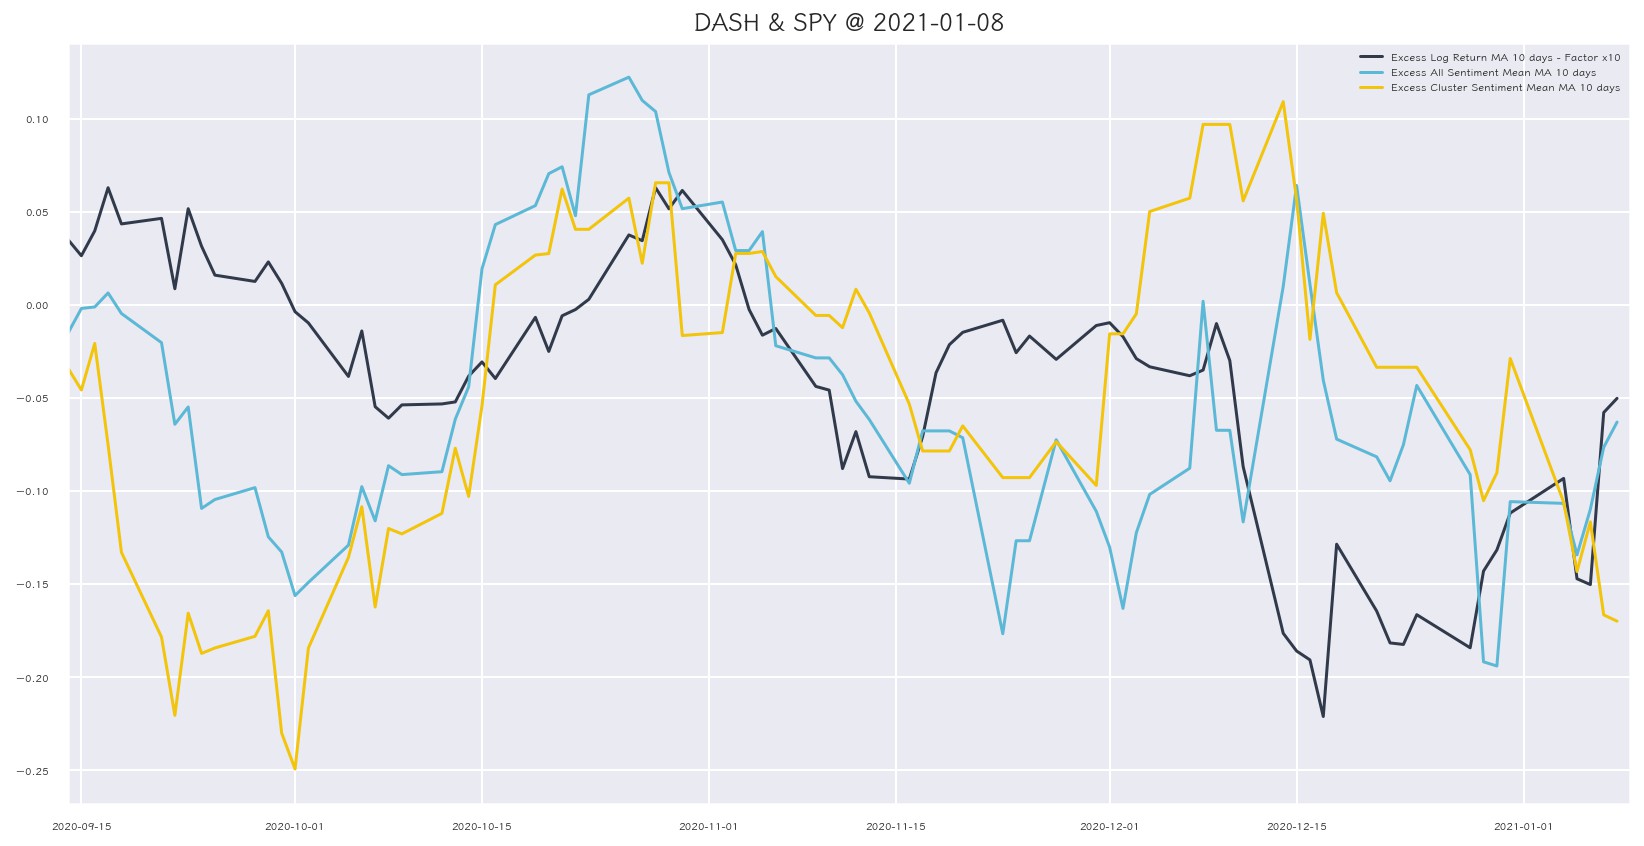 DASH & SPY @ 2021-01-08
Excess Log Return MA 10 days - Factor x10
Excess All Sentiment Mean MA 10 days
Excess Cluster Sentiment Mean MA 10 days
0.10
0.05
0.00
−0.05
−0.10
−0.15
−0.20
−0.25
2020-09-15 2020-10-01 2020-10-15 2020-11-01 2020-11-15 2020-12-01 2020-12-15 2021-01-01